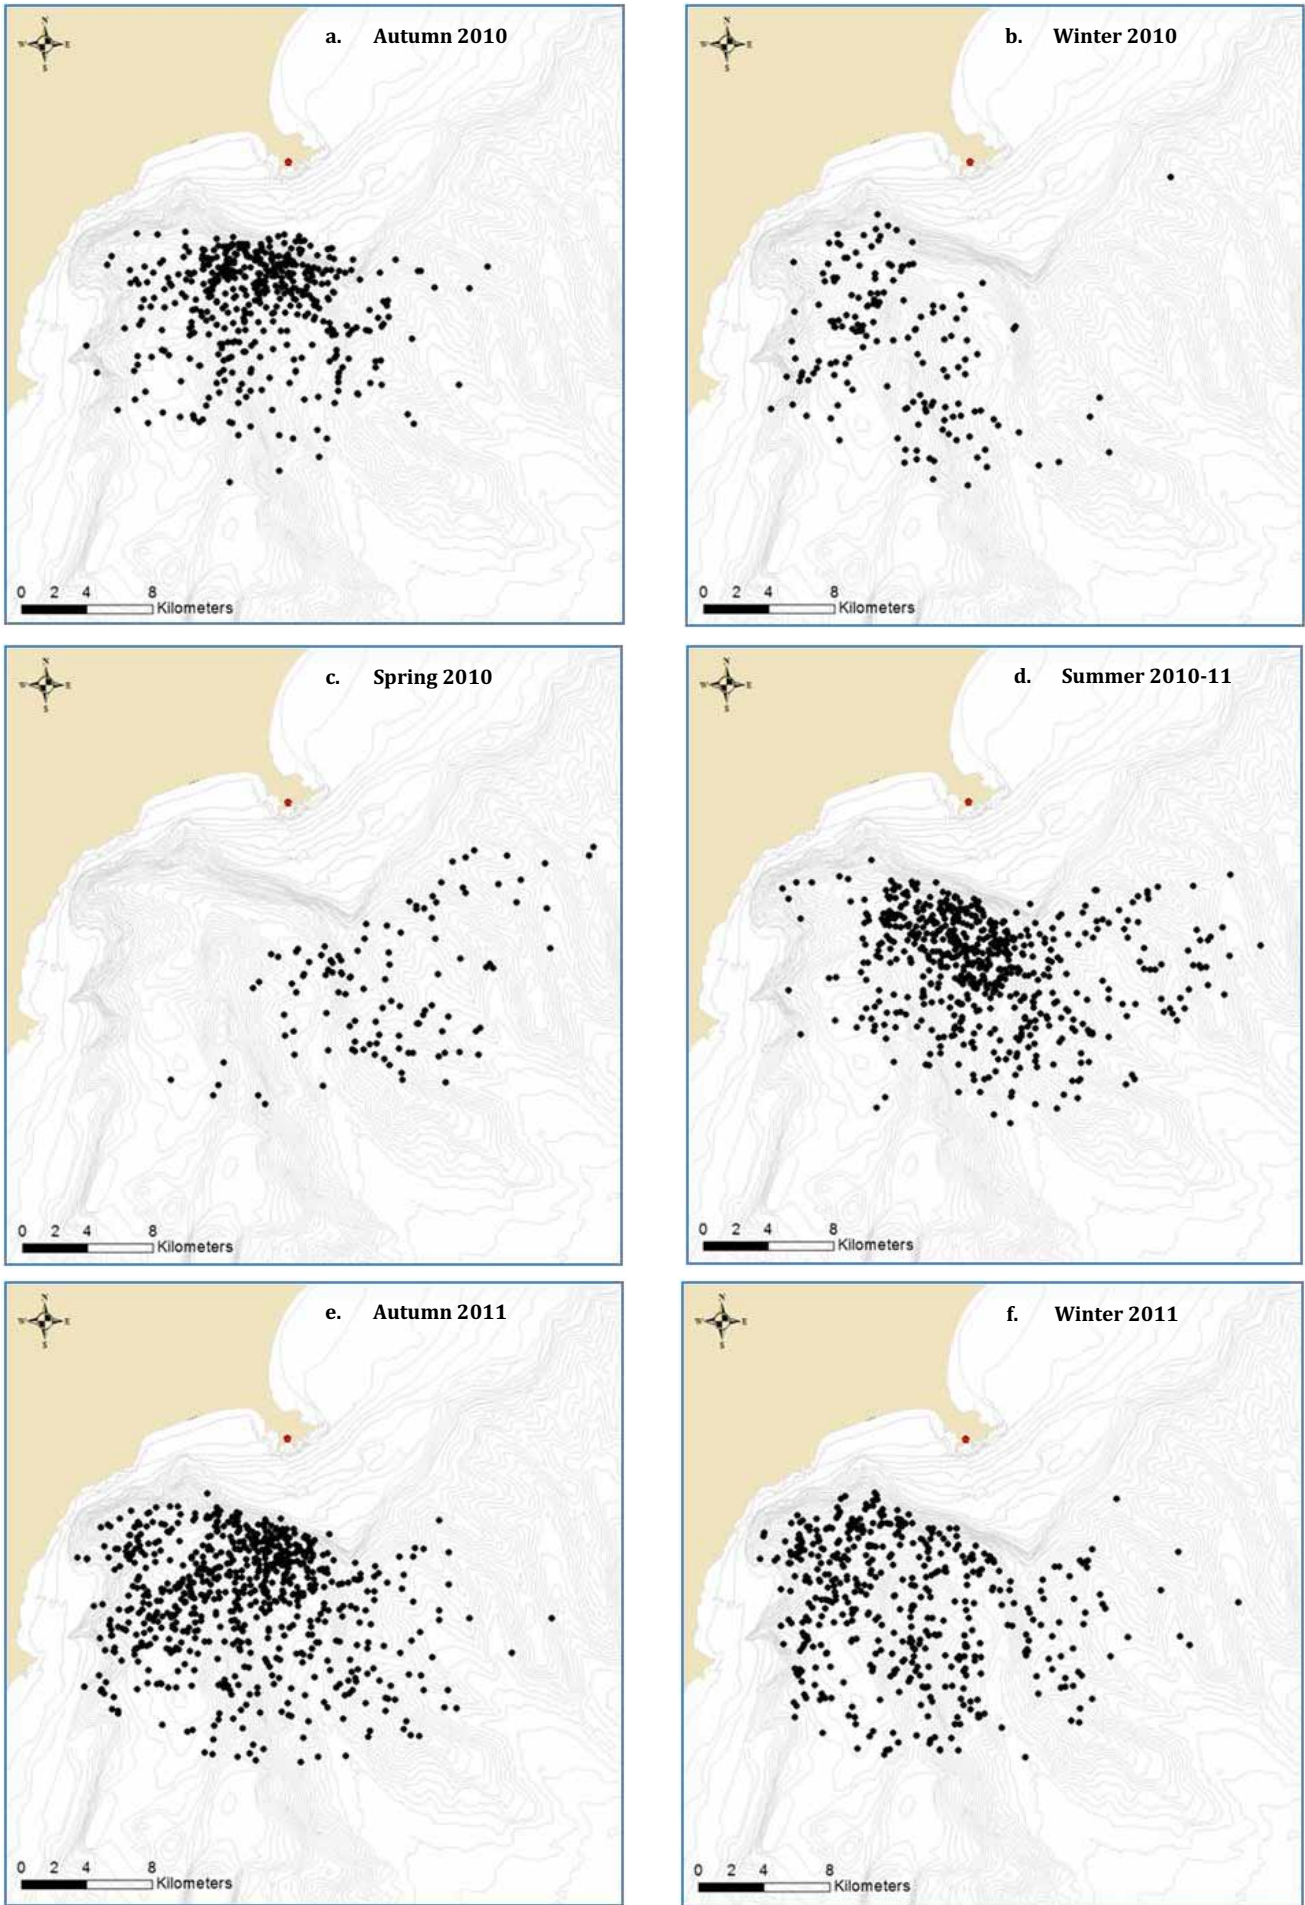 N
W E
S
a. Autumn 2010
0 2 4 8
Kilometers
N
W E
S
b. Winter 2010
0 2 4 8
Kilometers
N
W E
S
c. Spring 2010
0 2 4 8
Kilometers
N
W E
S
d. Summer 2010-11
0 2 4 8
Kilometers
N
W E
S
e. Autumn 2011
0 2 4 8
Kilometers
N
W E
S
f. Winter 2011
0 2 4 8
Kilometers